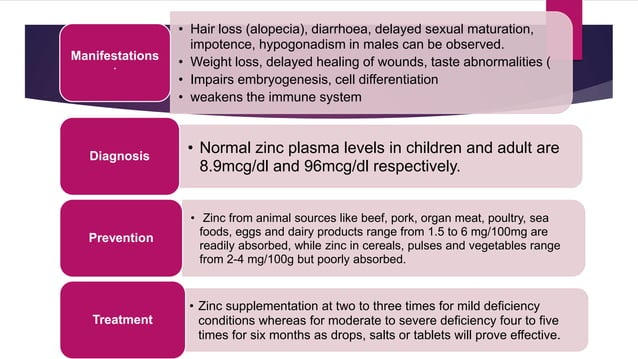 Manifestations
.
• Hair loss (alopecia), diarrhoea, delayed sexual maturation,
impotence, hypogonadism in males can be observed.
• Weight loss, delayed healing of wounds, taste abnormalities (
• Impairs embryogenesis, cell differentiation
• weakens the immune system
Diagnosis
• Normal zinc plasma levels in children and adult are
8.9mcg/dl and 96mcg/dl respectively.
Prevention
• Zinc from animal sources like beef, pork, organ meat, poultry, sea
foods, eggs and dairy products range from 1.5 to 6 mg/100mg are
readily absorbed, while zinc in cereals, pulses and vegetables range
from 2-4 mg/100g but poorly absorbed.
Treatment
• Zinc supplementation at two to three times for mild deficiency
conditions whereas for moderate to severe deficiency four to five
times for six months as drops, salts or tablets will prove effective.